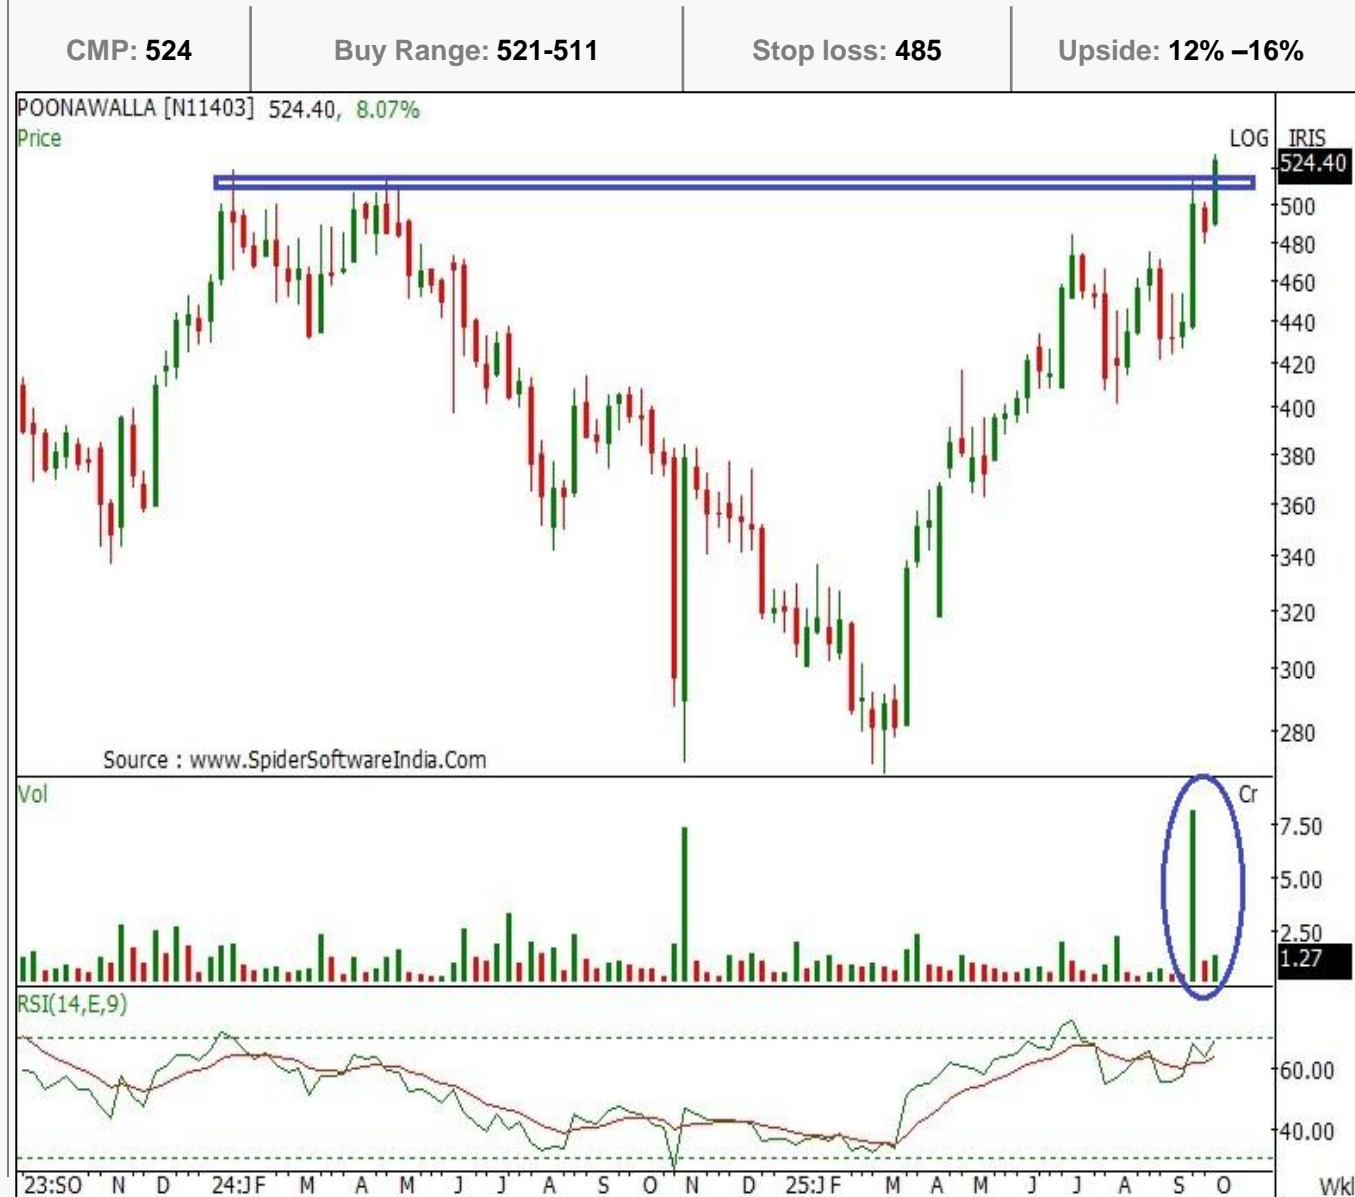 CMP: 524 Buy Range: 521-511 Stop loss: 485 Upside: 12% –16%
POONAWALLA [N11403] 524.40, 8.07%
Price LOG IRIS
524.40
500
480
460
440
420
400
380
360
340
320
300
280
Source : www.SpiderSoftwareIndia.Com
Vol Cr
7.50
5.00
2.50
1.27
RSI(14,E,9)
60.00
40.00
23:SO N D 24:JF M A M J J A S O N D 25:JF M A M J J A S O Wkl